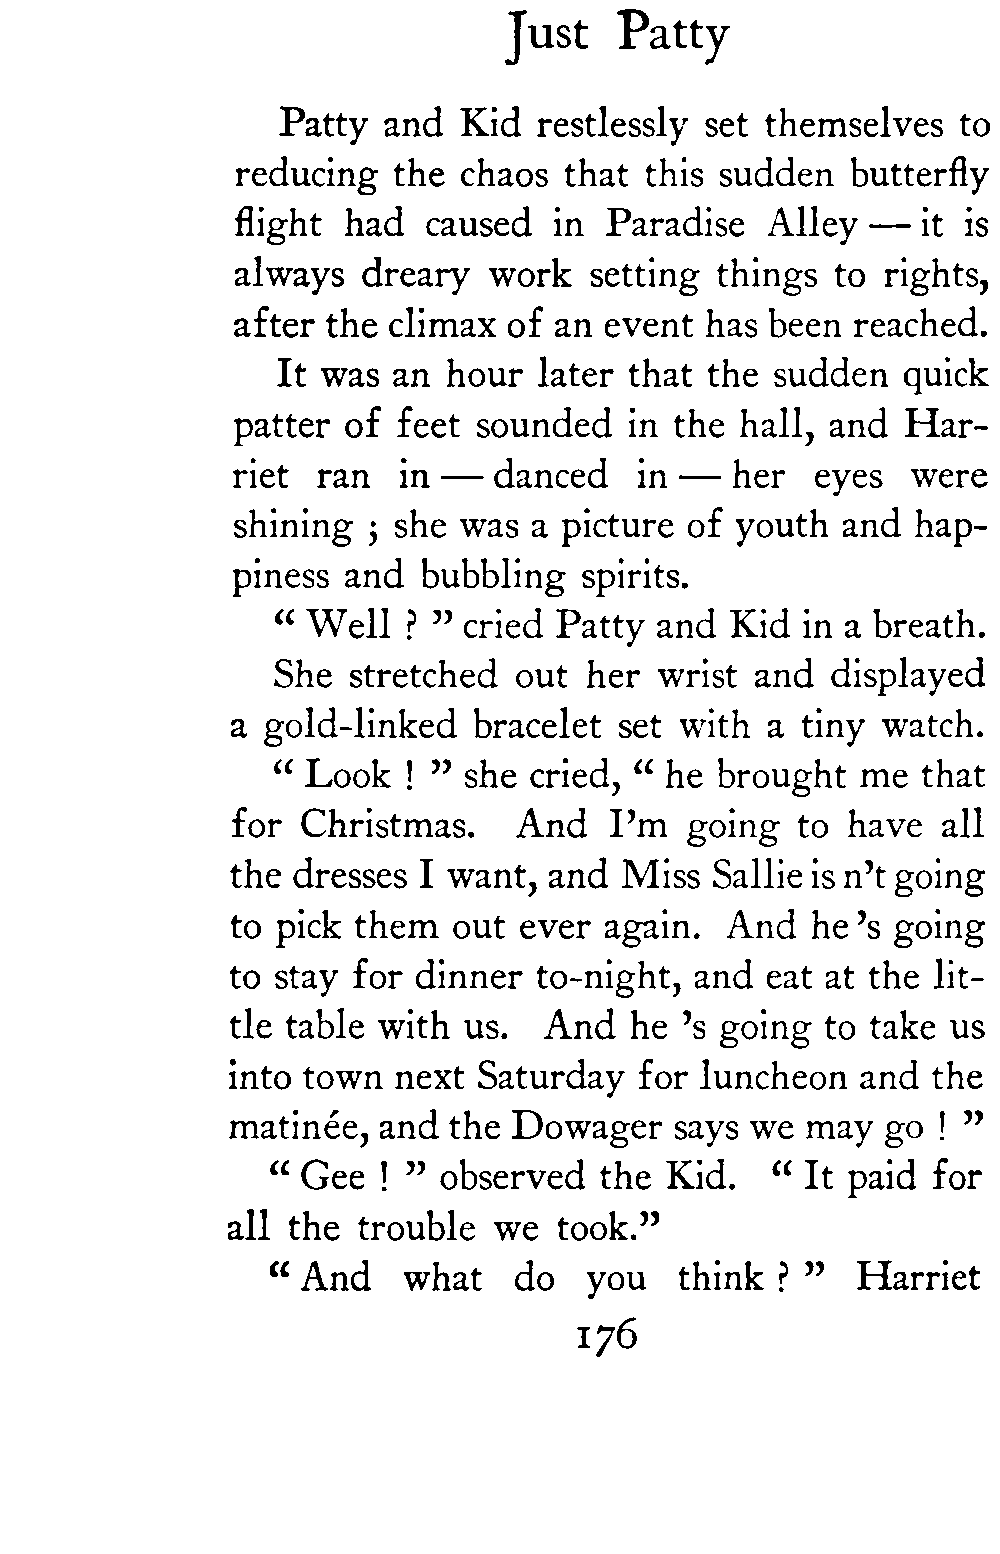 Just Patty
Patty and Kid restlessly set themselves to
reducing the chaos that this sudden butterfly
flight had caused in Paradise Alley — it is
always dreary work setting things to rights,
after the climax of an event has been reached.
It was an hour later that the sudden quick
patter of feet sounded in the hall, and Har-
riet ran in — danced in — her eyes were
shining ; she was a picture of youth and hap-
piness and bubbling spirits.
“ Well ? ” cried Patty and Kid in a breath.
She stretched out her wrist and displayed
a gold-linked bracelet set with a tiny watch.
“ Look ! ” she cried, “ he brought me that
for Christmas. And I’m going to have all
the dresses I want, and Miss Sallie is n’t going
to pick them out ever again. And he ’s going
to stay for dinner to-night, and eat at the lit-
tle table with us. And he ’s going to take us
into town next Saturday for luncheon and the
matinée, and the Dowager says we may go ! ”
“ Gee ! ” observed the Kid. “ It paid for
all the trouble we took.”
“ And what do you think ? ” Harriet
176